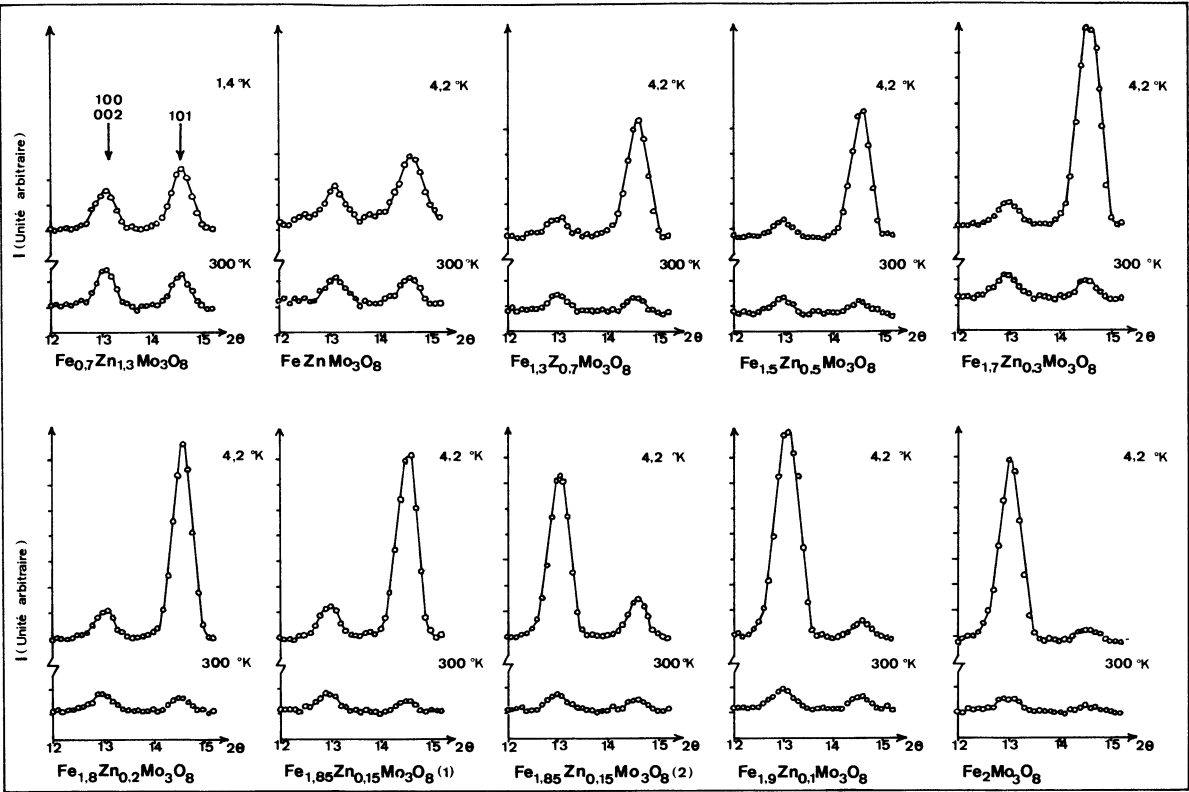 I (Unité arbitraire)
1,4 °K
100
002
101
300 °K
12 13 14 15 2θ
Fe0,7Zn1,3Mo3O8
4,2 °K
300 °K
12 13 14 15 2θ
FeZnMo3O8
4,2 °K
300 °K
12 13 14 15 2θ
Fe1,3Z0,7Mo3O8
4,2 °K
300 °K
12 13 14 15 2θ
Fe1,5Zn0,5Mo3O8
4,2 °K
300 °K
12 13 14 15 2θ
Fe1,7Zn0,3Mo3O8
I (Unité arbitraire)
4,2 °K
300 °K
12 13 14 15 2θ
Fe1,8Zn0,2Mo3O8
4,2 °K
300 °K
12 13 14 15 2θ
Fe1,85Zn0,15Mo3O8 (1)
4,2 °K
300 °K
12 13 14 15 2θ
Fe1,85Zn0,15Mo3O8 (2)
4,2 °K
300 °K
12 13 14 15 2θ
Fe1,9Zn0,1Mo3O8
4,2 °K
300 °K
12 13 14 15 2θ
Fe2Mo3O8